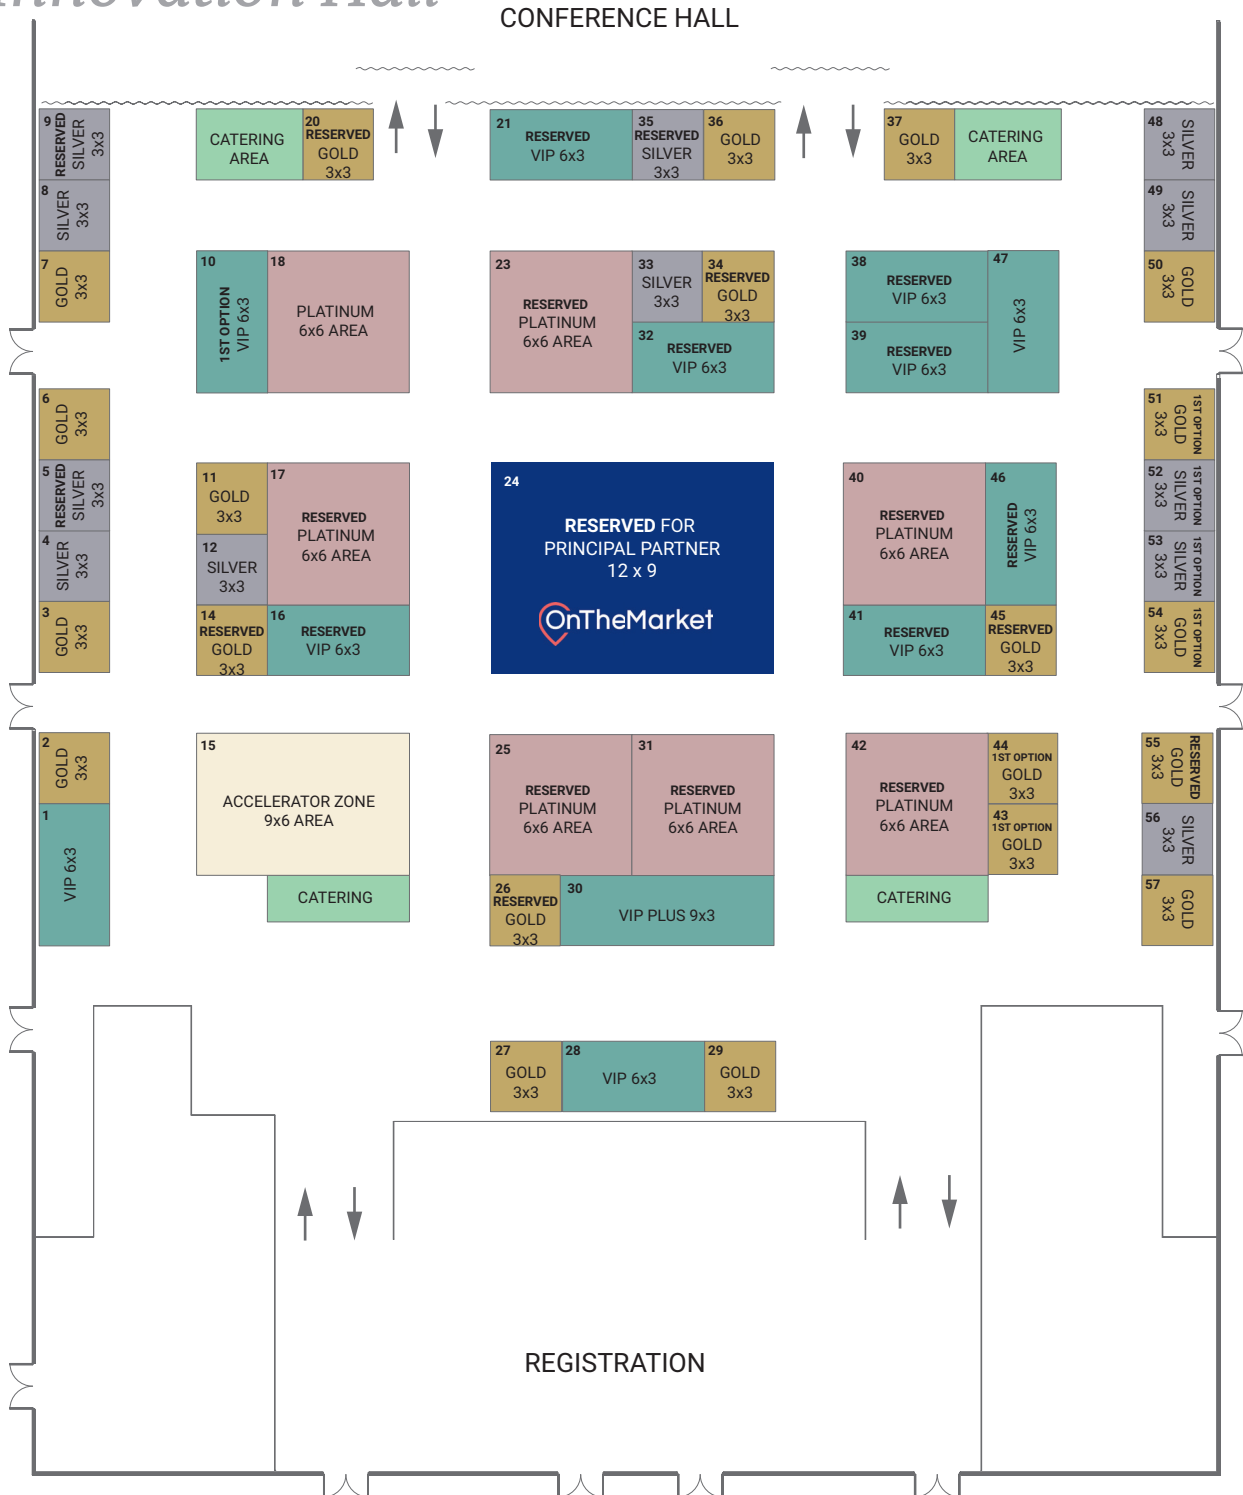 Innovation Hall
CONFERENCE HALL
9
RESERVED
SILVER
3x3
8
SILVER
3x3
7
GOLD
3x3
CATERING
AREA
20
RESERVED
GOLD
3x3
21
RESERVED
VIP 6x3
35
RESERVED
SILVER
3x3
36
GOLD
3x3
37
GOLD
3x3
CATERING
AREA
48
SILVER
3x3
49
SILVER
3x3
50
GOLD
3x3
10
1ST OPTION
VIP 6x3
18
PLATINUM
6x6 AREA
23
RESERVED
PLATINUM
6x6 AREA
33
SILVER
3x3
34
RESERVED
GOLD
3x3
32
RESERVED
VIP 6x3
38
RESERVED
VIP 6x3
39
RESERVED
VIP 6x3
47
VIP 6x3
6
GOLD
3x3
5
RESERVED
SILVER
3x3
4
SILVER
3x3
3
GOLD
3x3
11
GOLD
3x3
12
SILVER
3x3
14
RESERVED
GOLD
3x3
17
RESERVED
PLATINUM
6x6 AREA
16
RESERVED
VIP 6x3
24
RESERVED FOR
PRINCIPAL PARTNER
12 x 9
OnTheMarket
40
RESERVED
PLATINUM
6x6 AREA
46
RESERVED
VIP 6x3
41
RESERVED
VIP 6x3
45
RESERVED
GOLD
3x3
51
1ST OPTION
GOLD
3x3
52
1ST OPTION
SILVER
3x3
53
1ST OPTION
SILVER
3x3
54
1ST OPTION
GOLD
3x3
2
GOLD
3x3
1
VIP 6x3
15
ACCELERATOR ZONE
9x6 AREA
CATERING
25
RESERVED
PLATINUM
6x6 AREA
31
RESERVED
PLATINUM
6x6 AREA
26
RESERVED
GOLD
3x3
30
VIP PLUS 9x3
42
RESERVED
PLATINUM
6x6 AREA
44
1ST OPTION
GOLD
3x3
43
1ST OPTION
GOLD
3x3
CATERING
55
RESERVED
GOLD
3x3
56
SILVER
3x3
57
GOLD
3x3
27
GOLD
3x3
28
VIP 6x3
29
GOLD
3x3
REGISTRATION